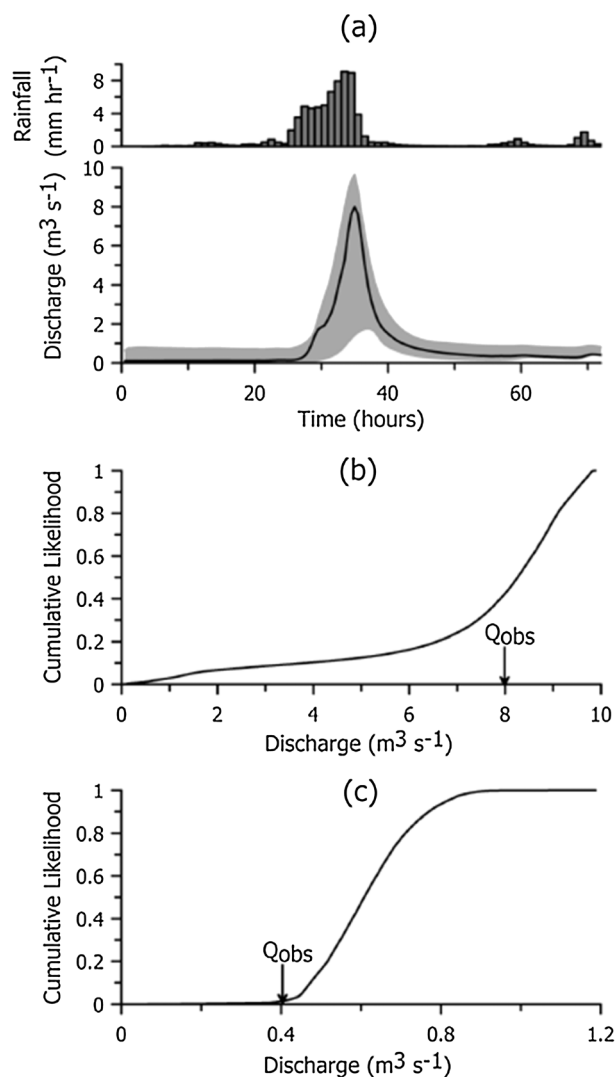 (a)
Rainfall
(mm hr-1)
8
4
0
Discharge (m3 s-1)
10
8
6
4
2
0
0 20 40 60
Time (hours)
(b)
Cumulative Likelihood
1
0.8
0.6
0.4
0.2
0
Qobs
0 2 4 6 8 10
Discharge (m3 s-1)
(c)
Cumulative Likelihood
1
0.8
0.6
0.4
0.2
0
Qobs
0 0.4 0.8 1.2
Discharge (m3 s-1)